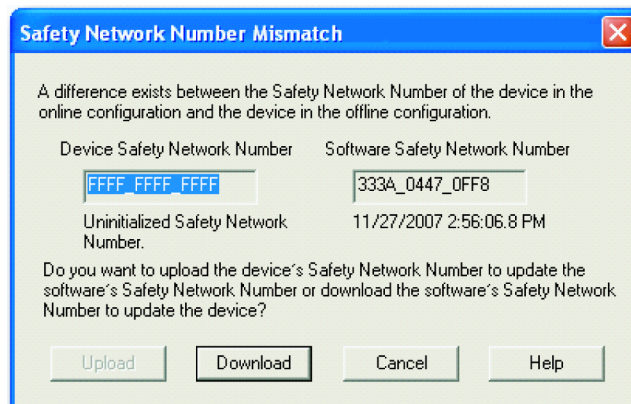 Safety Network Number Mismatch
A difference exists between the Safety Network Number of the device in the
online configuration and the device in the offline configuration.
Device Safety Network Number Software Safety Network Number
FFFF_FFFF_FFFF 333A_0447_0FF8
Uninitialized Safety Network 11/27/2007 2:56:06.8 PM
Number.
Do you want to upload the device's Safety Network Number to update the
software's Safety Network Number or download the software's Safety Network
Number to update the device?
Upload Download Cancel Help